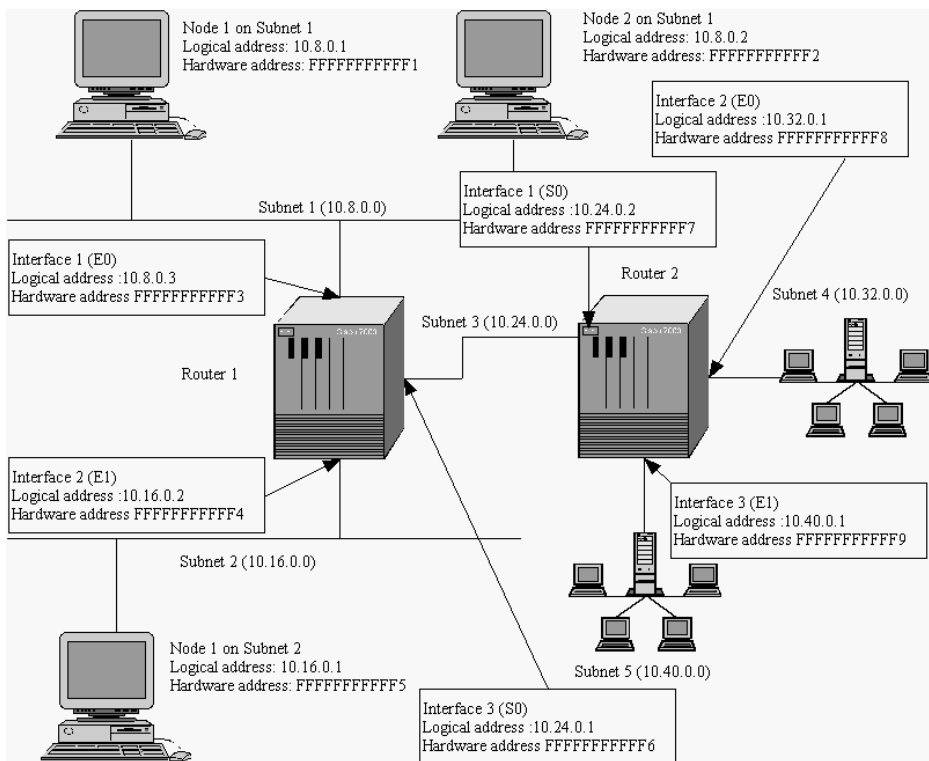 Node 1 on Subnet 1
Logical address: 10.8.0.1
Hardware address: FFFFFFFFFFF1
Node 2 on Subnet 1
Logical address: 10.8.0.2
Hardware address: FFFFFFFFFFF2
Interface 2 (E0)
Logical address :10.32.0.1
Hardware address FFFFFFFFFFF8
Interface 1 (S0)
Logical address :10.24.0.2
Hardware address FFFFFFFFFFF7
Subnet 1 (10.8.0.0)
Interface 1 (E0)
Logical address :10.8.0.3
Hardware address FFFFFFFFFFF3
Router 2
Subnet 4 (10.32.0.0)
Subnet 3 (10.24.0.0)
Router 1
Interface 2 (E1)
Logical address :10.16.0.2
Hardware address FFFFFFFFFFF4
Interface 3 (E1)
Logical address :10.40.0.1
Hardware address FFFFFFFFFFF9
Subnet 2 (10.16.0.0)
Node 1 on Subnet 2
Logical address: 10.16.0.1
Hardware address: FFFFFFFFFFF5
Subnet 5 (10.40.0.0)
Interface 3 (S0)
Logical address :10.24.0.1
Hardware address FFFFFFFFFFF6